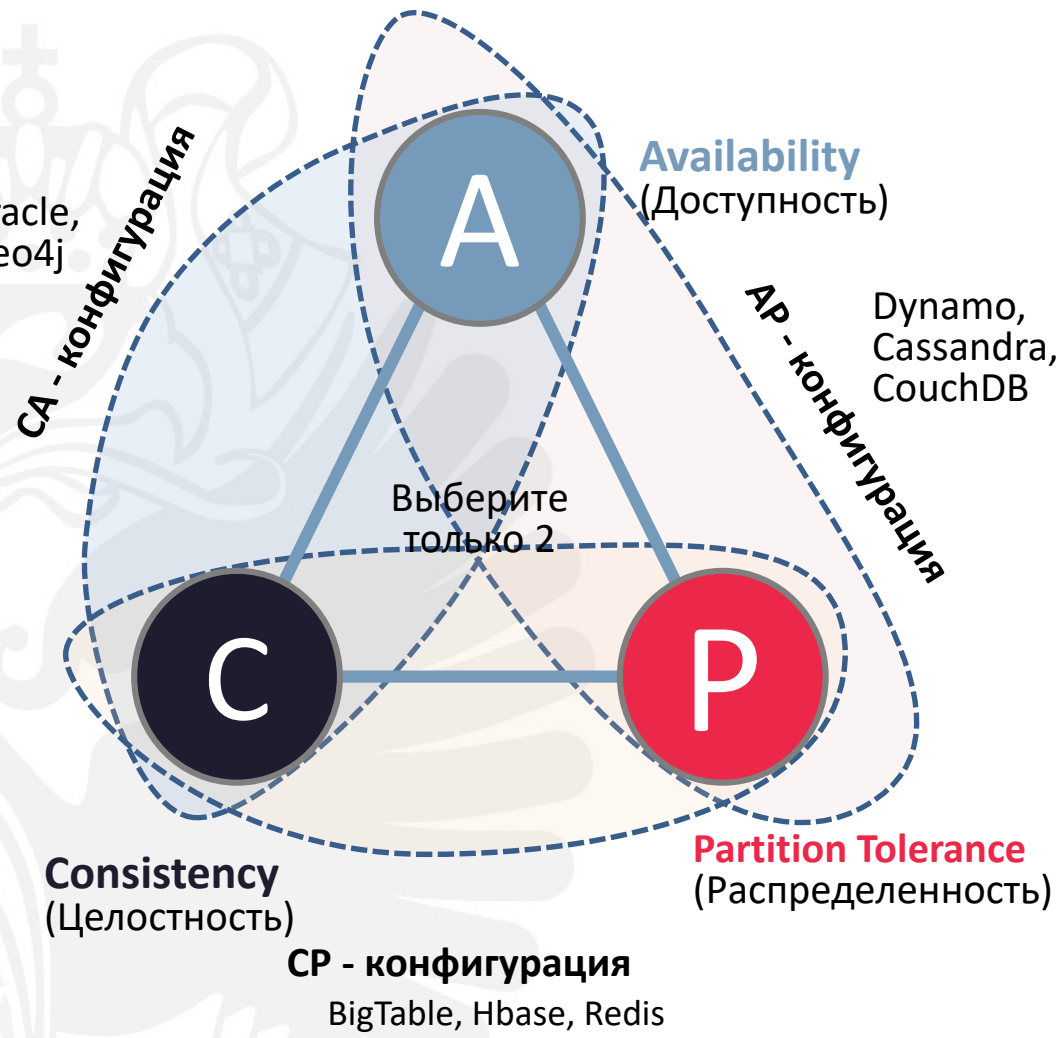 A
Availability
(Доступность)
CA - конфигурация
AP - конфигурация
Dynamo,
Cassandra,
CouchDB
Выберите
только 2
C
P
Consistency
(Целостность)
Partition Tolerance
(Распределенность)
CP - конфигурация
BigTable, Hbase, Redis